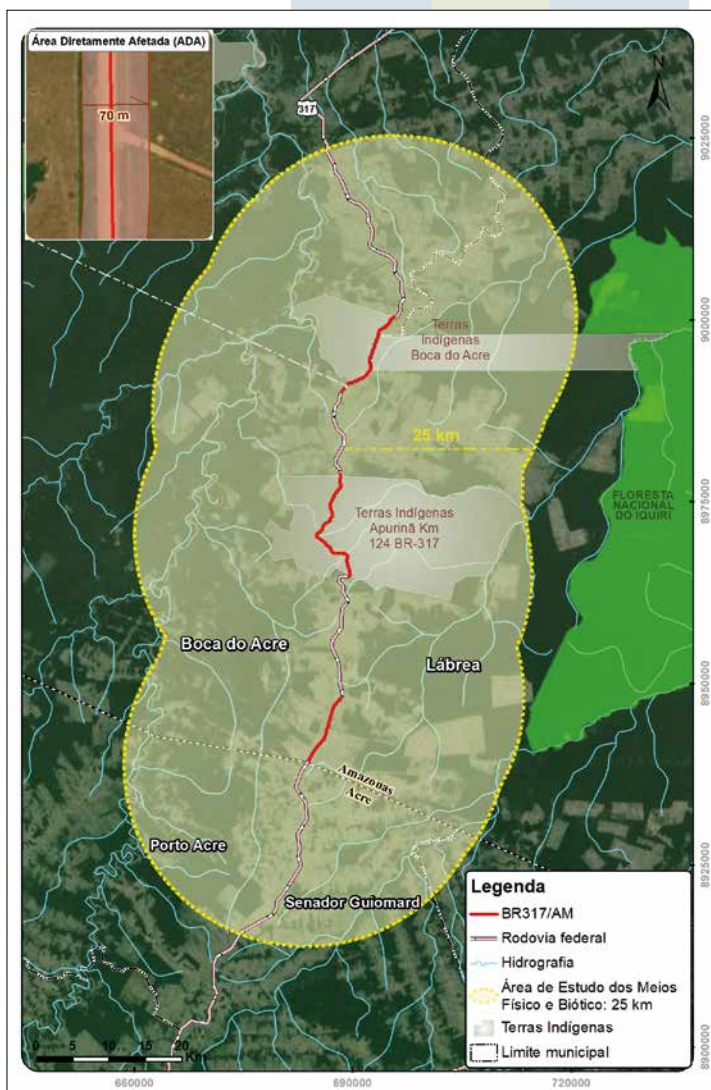 Área Diretamente Afetada (ADA)
70 m
317
N
9025000
9000000
Terras
Indígenas
Boca do Acre
25 km
8975000
FLORESTA
NACIONAL
DO IQUIRI
Terras Indígenas
Apurinã Km
124 BR-317
Boca do Acre
Lábrea
8950000
Amazonas
Acre
Porto Acre
Senador Guiomard
8925000
Legenda
BR317/AM
Rodovia federal
Hidrografia
Área de Estudo dos Meios
Físico e Biótico: 25 km
Terras Indígenas
Limite municipal
8900000
0 5 10 20
Km
660000 690000 720000